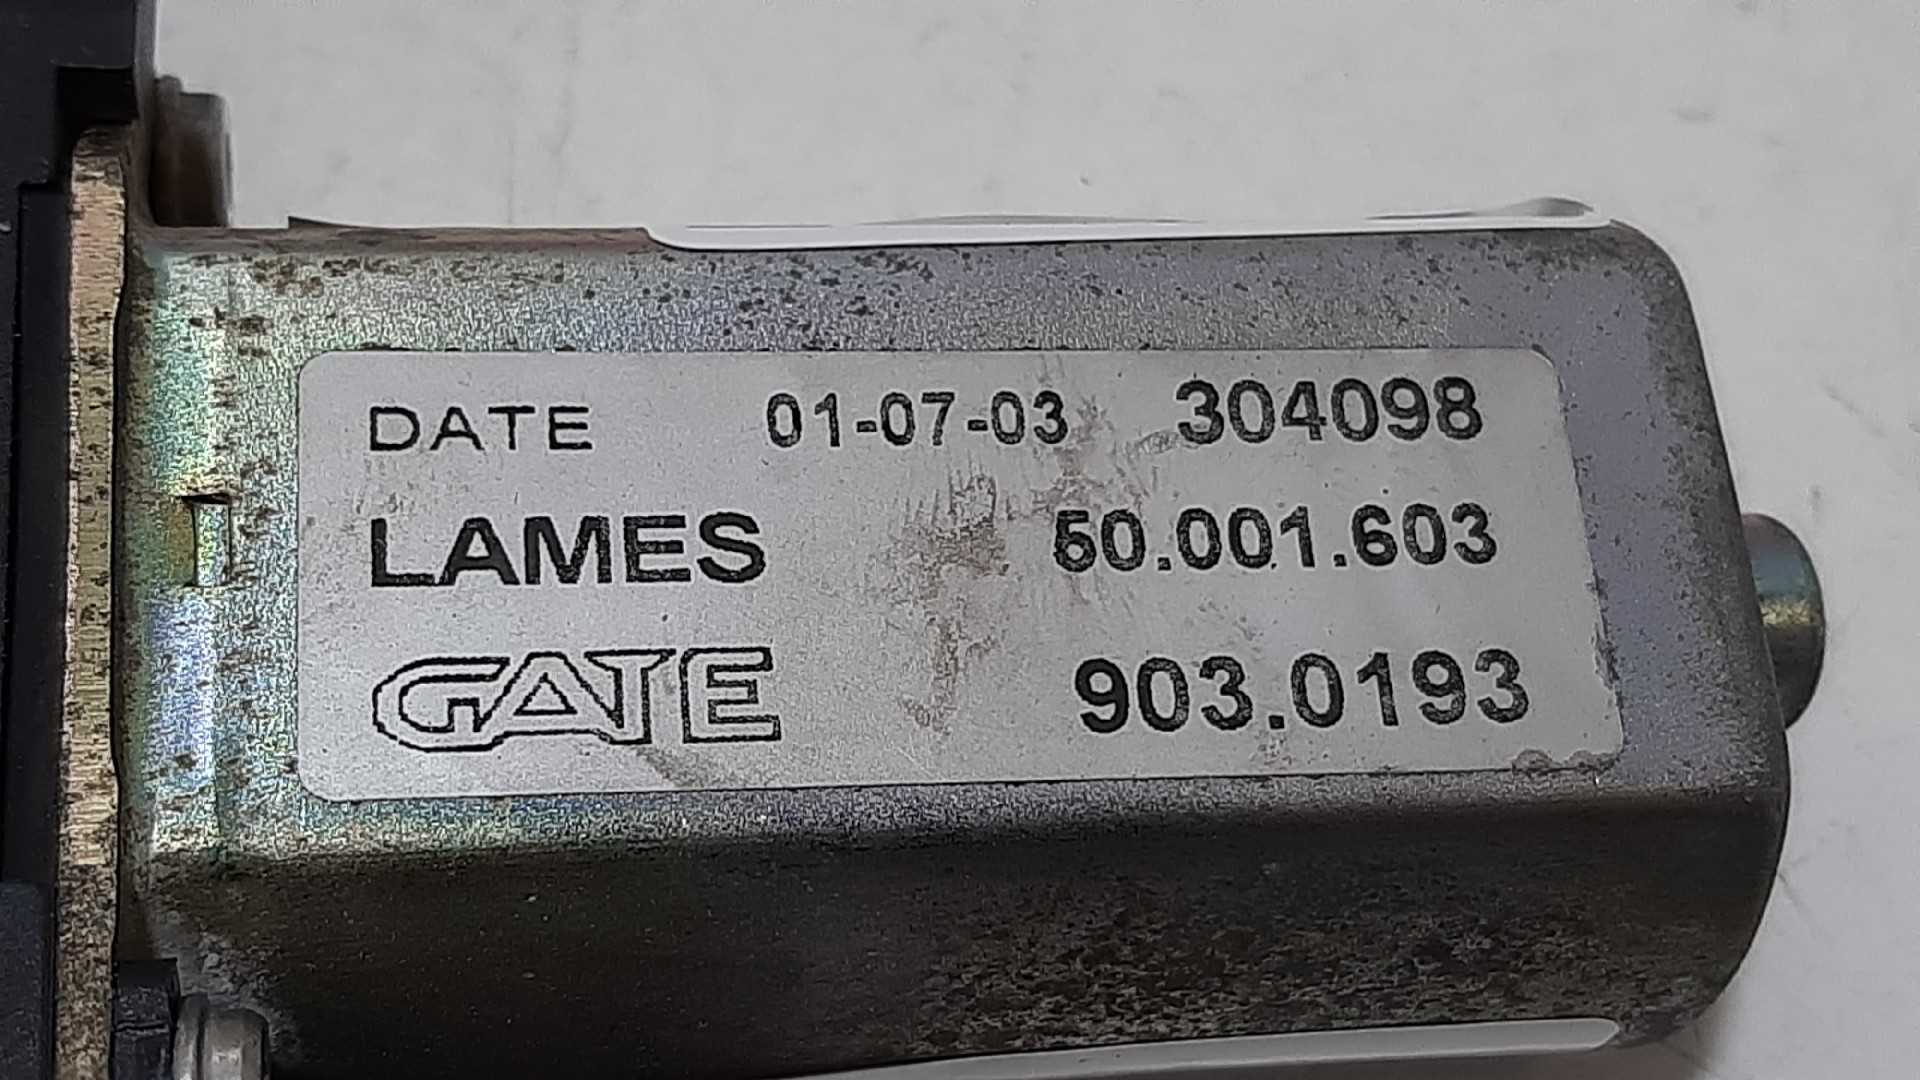 DATE 01-07-03 304098
LAMES 50.001.603
GATE 903.0193